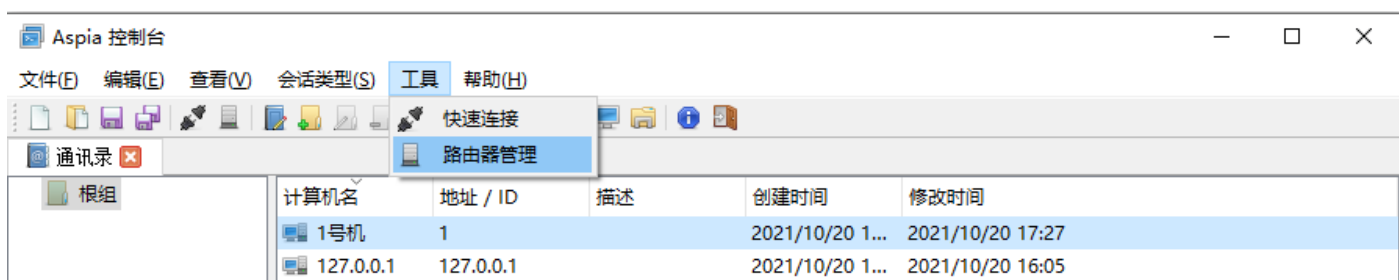 Aspia 控制台
文件(F) 编辑(E) 查看(V) 会话类型(S) 工具 帮助(H)
快速连接
通讯录 路由器管理
根组 计算机名 地址 / ID 描述 创建时间 修改时间
1号机 1 2021/10/20 1... 2021/10/20 17:27
127.0.0.1 127.0.0.1 2021/10/20 1... 2021/10/20 16:05